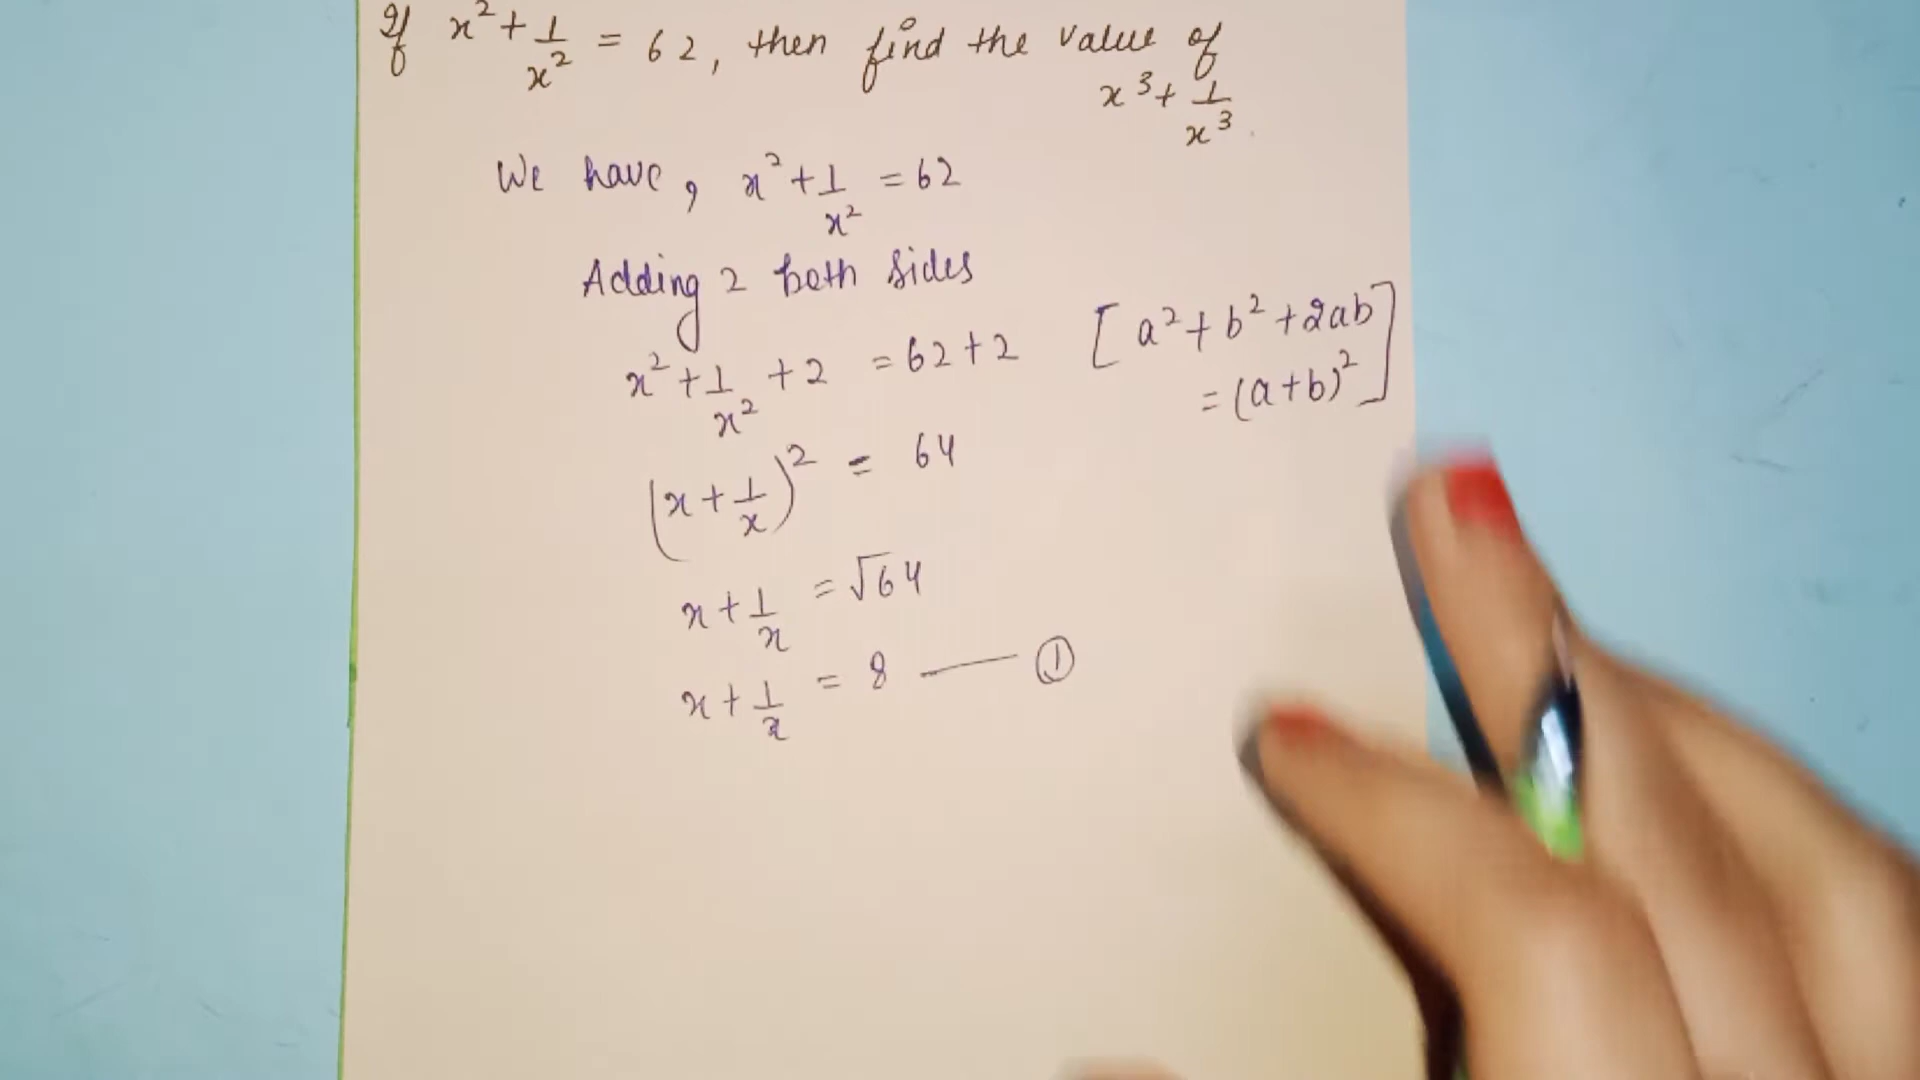 If x² + 1/x² = 62, then find the value of
x³ + 1/x³.
We have, x² + 1/x² = 62
Adding 2 both sides
x² + 1/x² + 2 = 62 + 2 [a² + b² + 2ab]
= (a+b)²]
(x + 1/x)² = 64
x + 1/x = √64
x + 1/x = 8 —— ①